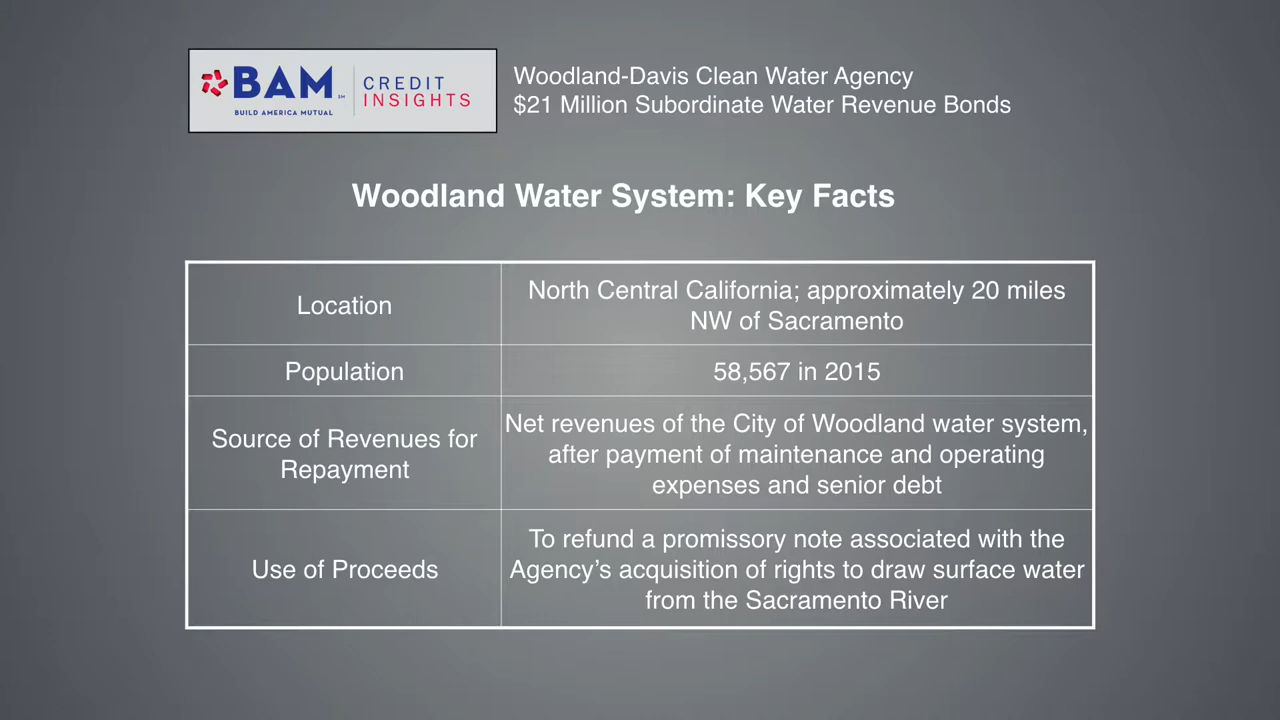 BAM SM
BUILD AMERICA MUTUAL
CREDIT
INSIGHTS
Woodland-Davis Clean Water Agency
$21 Million Subordinate Water Revenue Bonds
Woodland Water System: Key Facts
Location
North Central California; approximately 20 miles
NW of Sacramento
Population
58,567 in 2015
Source of Revenues for
Repayment
Net revenues of the City of Woodland water system,
after payment of maintenance and operating
expenses and senior debt
Use of Proceeds
To refund a promissory note associated with the
Agency’s acquisition of rights to draw surface water
from the Sacramento River